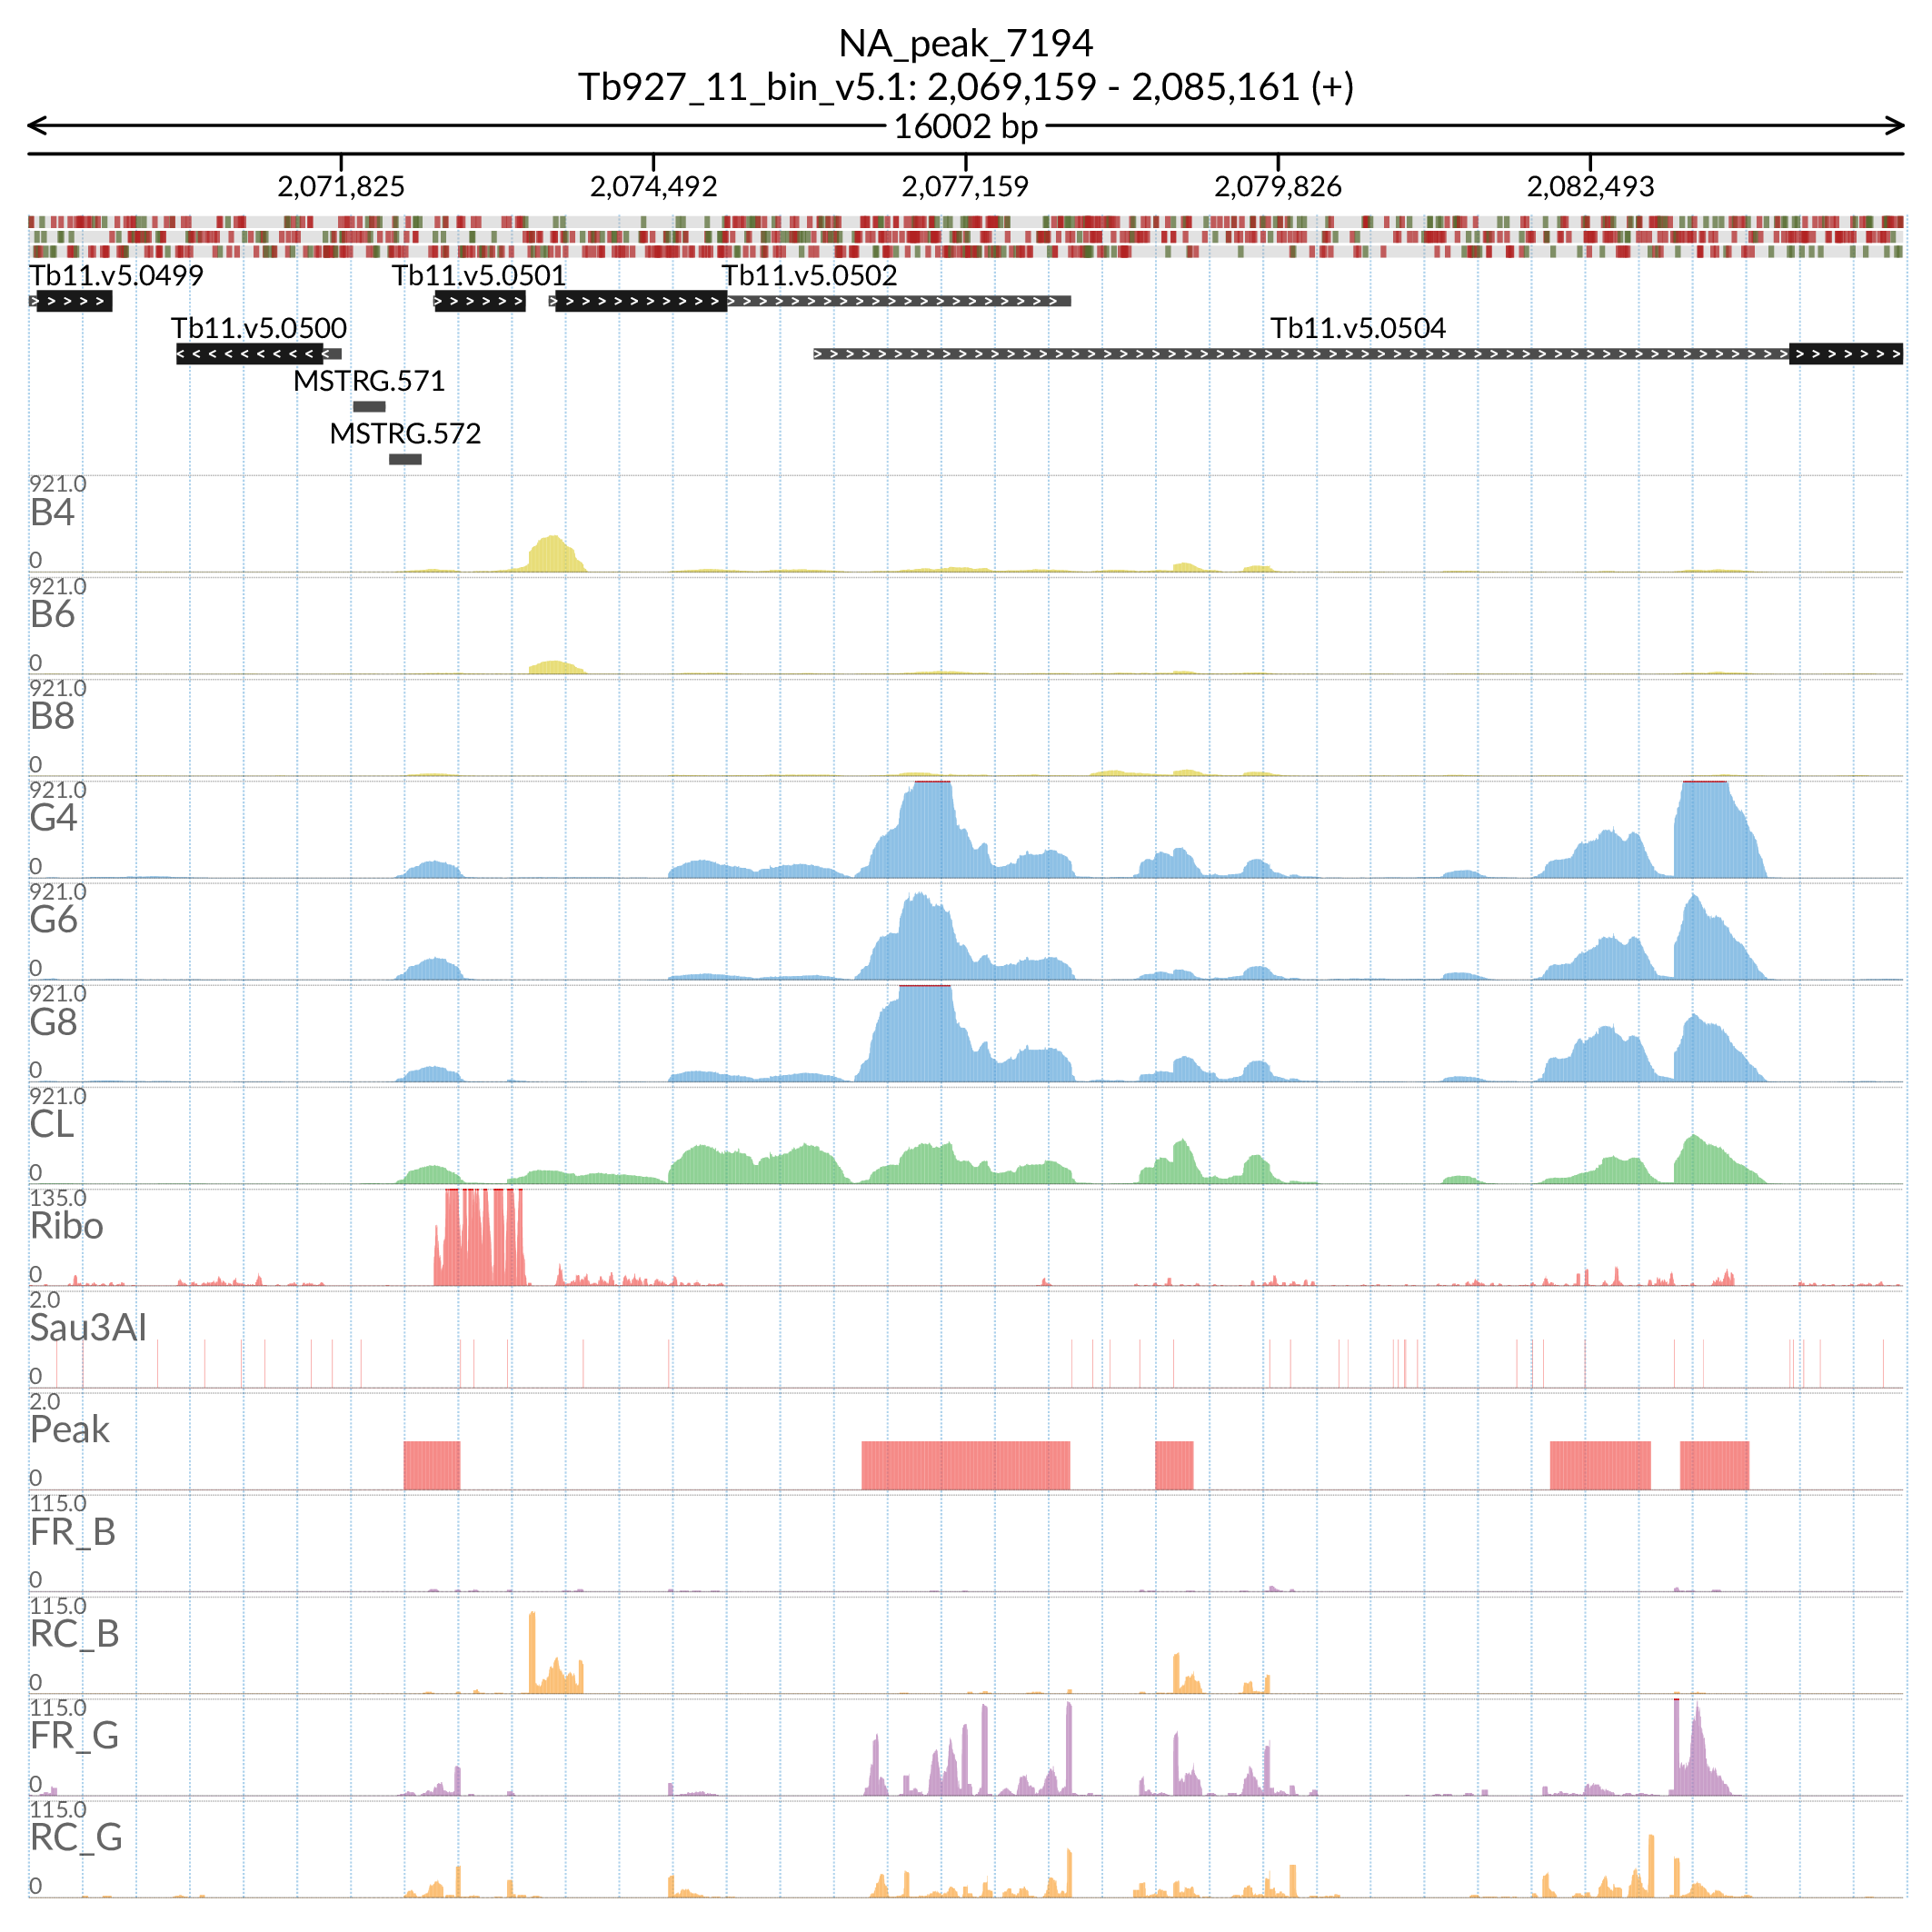 NA_peak_7194
Tb927_11_bin_v5.1: 2,069,159 - 2,085,161 (+)
16002 bp
2,071,825 2,074,492 2,077,159 2,079,826 2,082,493
Tb11.v5.0499 Tb11.v5.0501 Tb11.v5.0502
Tb11.v5.0500 Tb11.v5.0504
MSTRG.571
MSTRG.572
921.0
B4
0
921.0
B6
0
921.0
B8
0
921.0
G4
0
921.0
G6
0
921.0
G8
0
921.0
CL
0
135.0
Ribo
0
2.0
Sau3AI
0
2.0
Peak
0
115.0
FR_B
0
115.0
RC_B
0
115.0
FR_G
0
115.0
RC_G
0